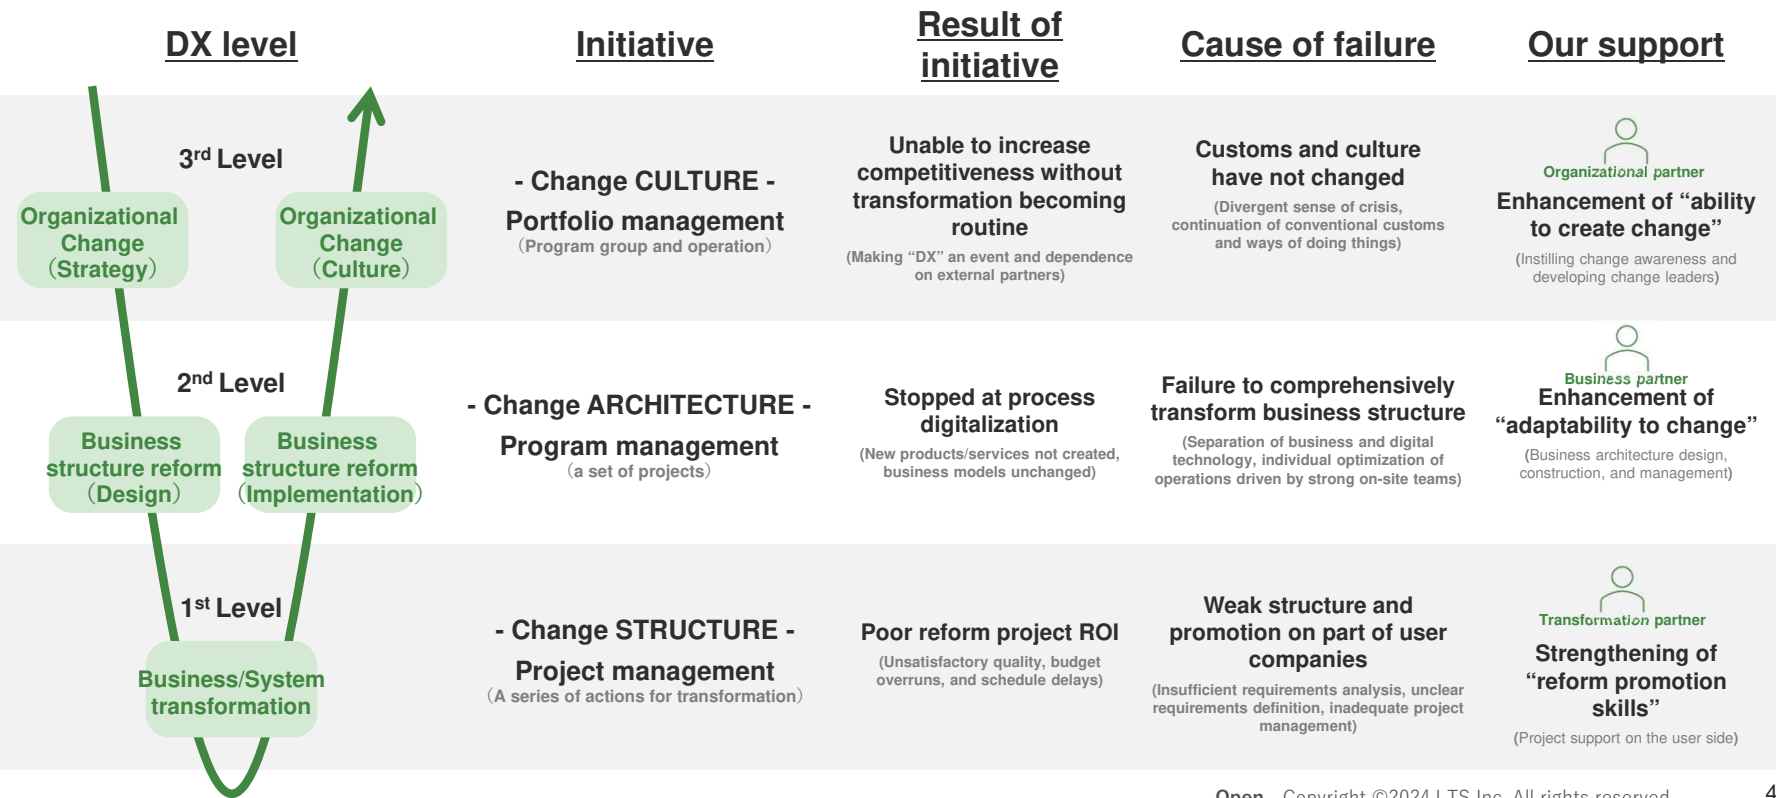 DX level
Initiative
Result of
initiative
Cause of failure
Our support
3rd Level
Organizational
Change
（Strategy）
Organizational
Change
（Culture）
- Change CULTURE -
Portfolio management
（Program group and operation）
Unable to increase
competitiveness without
transformation becoming
routine
(Making “DX” an event and dependence
on external partners)
Customs and culture
have not changed
(Divergent sense of crisis,
continuation of conventional customs
and ways of doing things)
Organizational partner
Enhancement of “ability
to create change”
(Instilling change awareness and
developing change leaders)
2nd Level
Business
structure reform
（Design）
Business
structure reform
（Implementation）
- Change ARCHITECTURE -
Program management
（a set of projects）
Stopped at process
digitalization
(New products/services not created,
business models unchanged)
Failure to comprehensively
transform business structure
(Separation of business and digital
technology, individual optimization of
operations driven by strong on-site teams)
Business partner
Enhancement of
“adaptability to change”
(Business architecture design,
construction, and management)
1st Level
Business/System
transformation
- Change STRUCTURE -
Project management
（A series of actions for transformation）
Poor reform project ROI
(Unsatisfactory quality, budget
overruns, and schedule delays)
Weak structure and
promotion on part of user
companies
(Insufficient requirements analysis, unclear
requirements definition, inadequate project
management)
Transformation partner
Strengthening of
“reform promotion
skills”
(Project support on the user side)
Open Copyright ©2024 LTS Inc. All rights reserved
4